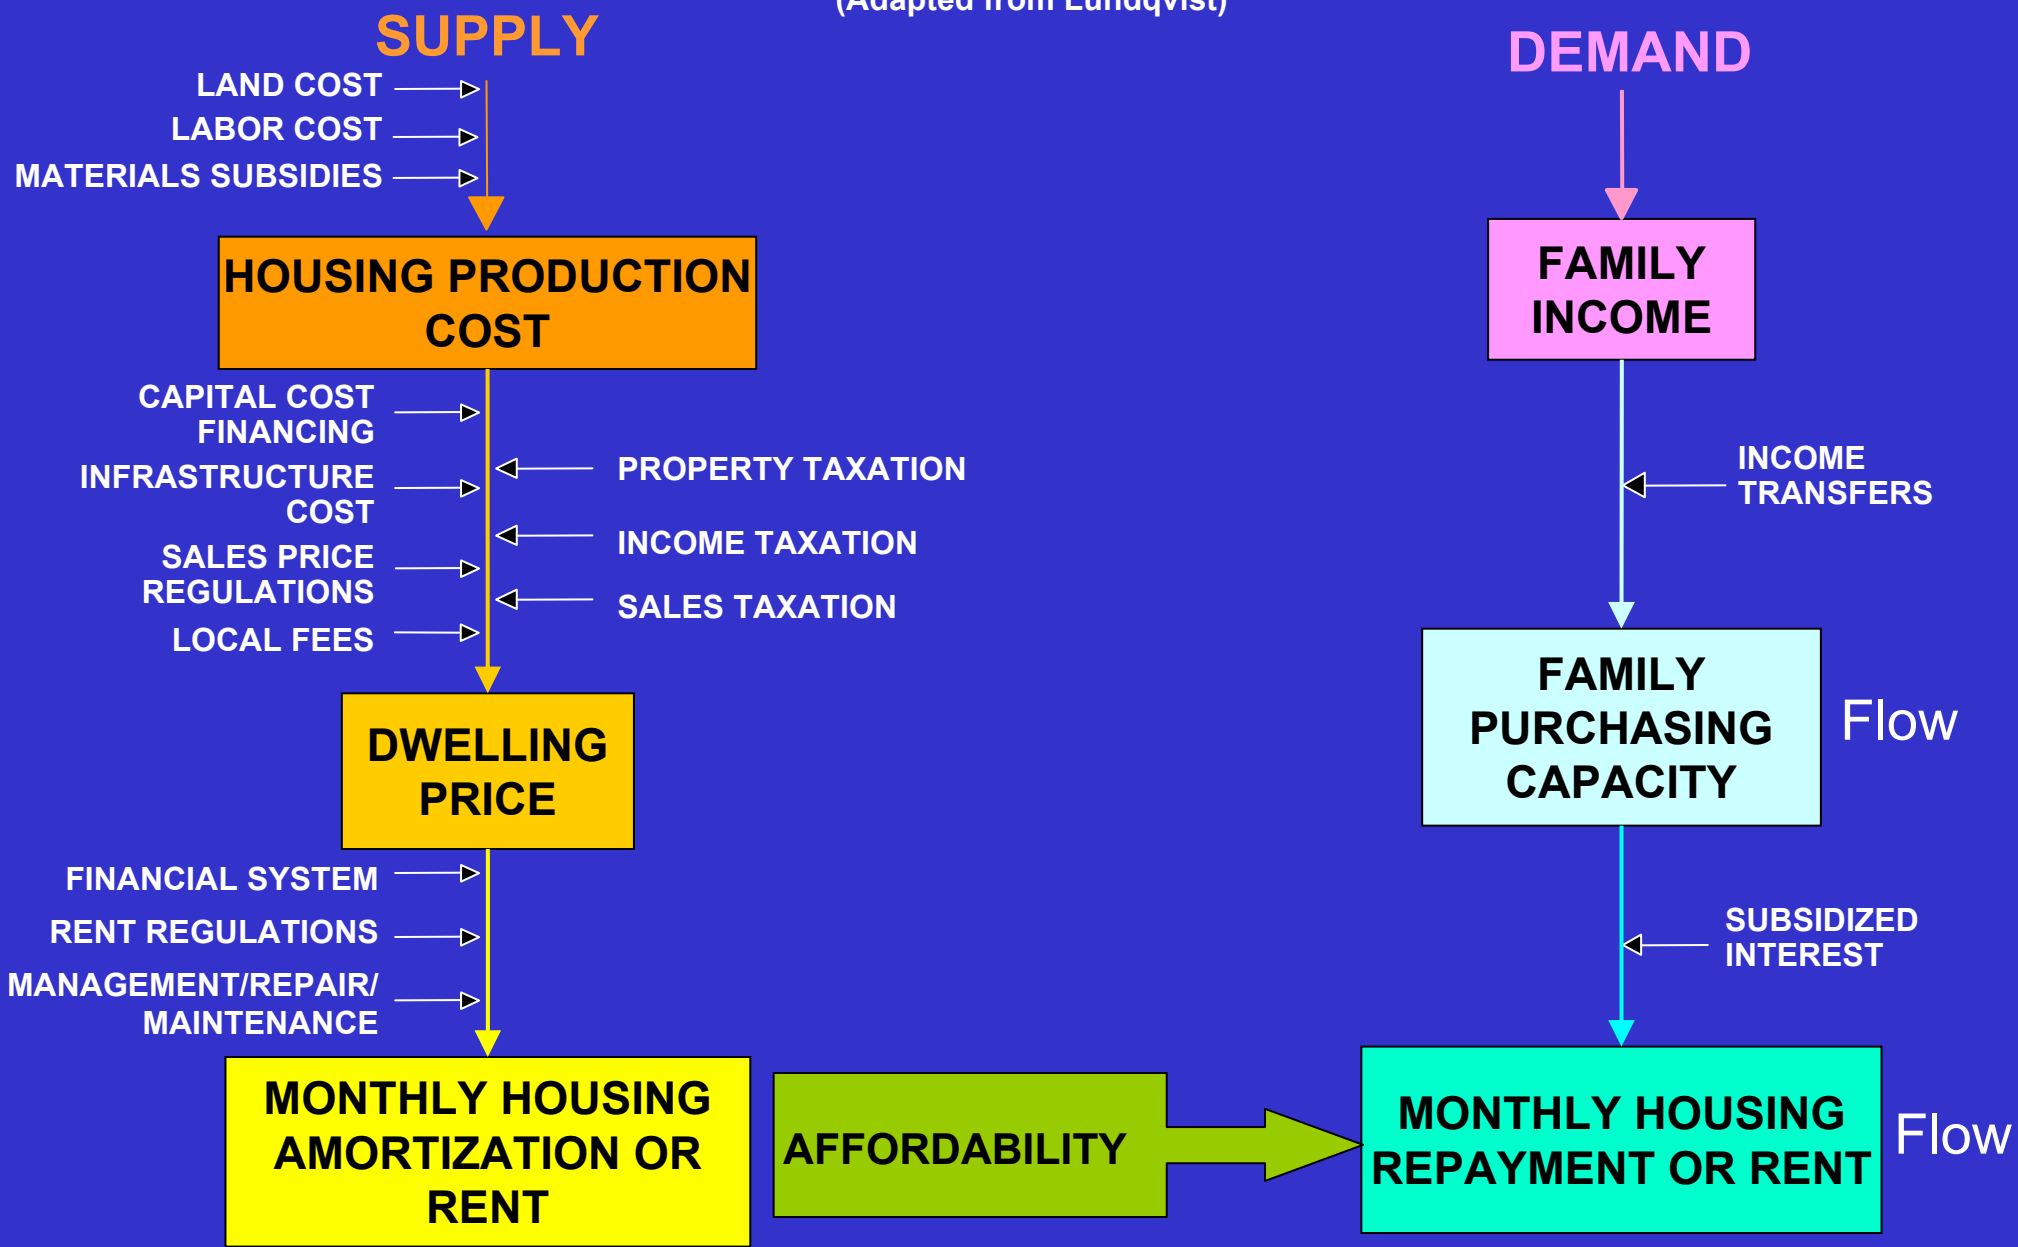 (Adapted from Lundqvist)
SUPPLY
LAND COST
LABOR COST
MATERIALS SUBSIDIES
HOUSING PRODUCTION
COST
CAPITAL COST
FINANCING
INFRASTRUCTURE
COST
SALES PRICE
REGULATIONS
LOCAL FEES
PROPERTY TAXATION
INCOME TAXATION
SALES TAXATION
DWELLING
PRICE
FINANCIAL SYSTEM
RENT REGULATIONS
MANAGEMENT/REPAIR/
MAINTENANCE
MONTHLY HOUSING
AMORTIZATION OR
RENT
AFFORDABILITY
DEMAND
FAMILY
INCOME
INCOME
TRANSFERS
FAMILY
PURCHASING
CAPACITY
Flow
SUBSIDIZED
INTEREST
MONTHLY HOUSING
REPAYMENT OR RENT
Flow